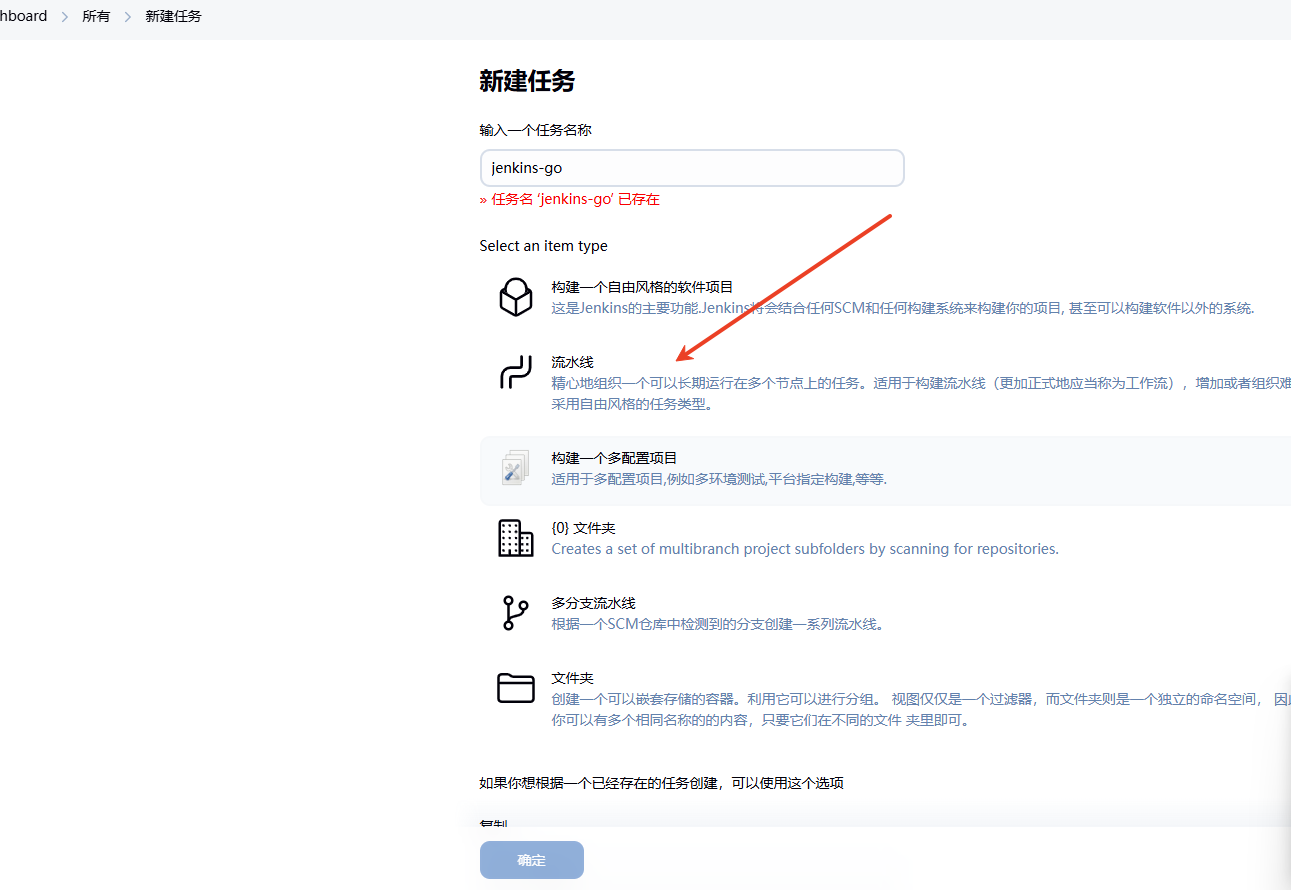 hboard > 所有 > 新建任务
新建任务
输入一个任务名称
jenkins-go
» 任务名 ‘jenkins-go’ 已存在
Select an item type
构建一个自由风格的软件项目
这是Jenkins的主要功能.Jenkins将会结合任何SCM和任何构建系统来构建你的项目, 甚至可以构建软件以外的系统.
流水线
精心地组织一个可以长期运行在多个节点上的任务。适用于构建流水线（更加正式地应当称为工作流），增加或者组织难
采用自由风格的任务类型。
构建一个多配置项目
适用于多配置项目,例如多环境测试,平台指定构建,等等.
{0} 文件夹
Creates a set of multibranch project subfolders by scanning for repositories.
多分支流水线
根据一个SCM仓库中检测到的分支创建一系列流水线。
文件夹
创建一个可以嵌套存储的容器。利用它可以进行分组。 视图仅仅是一个过滤器，而文件夹则是一个独立的命名空间， 因此
你可以有多个相同名称的的内容，只要它们在不同的文件 夹里即可。
如果你想根据一个已经存在的任务创建，可以使用这个选项
复制
确定